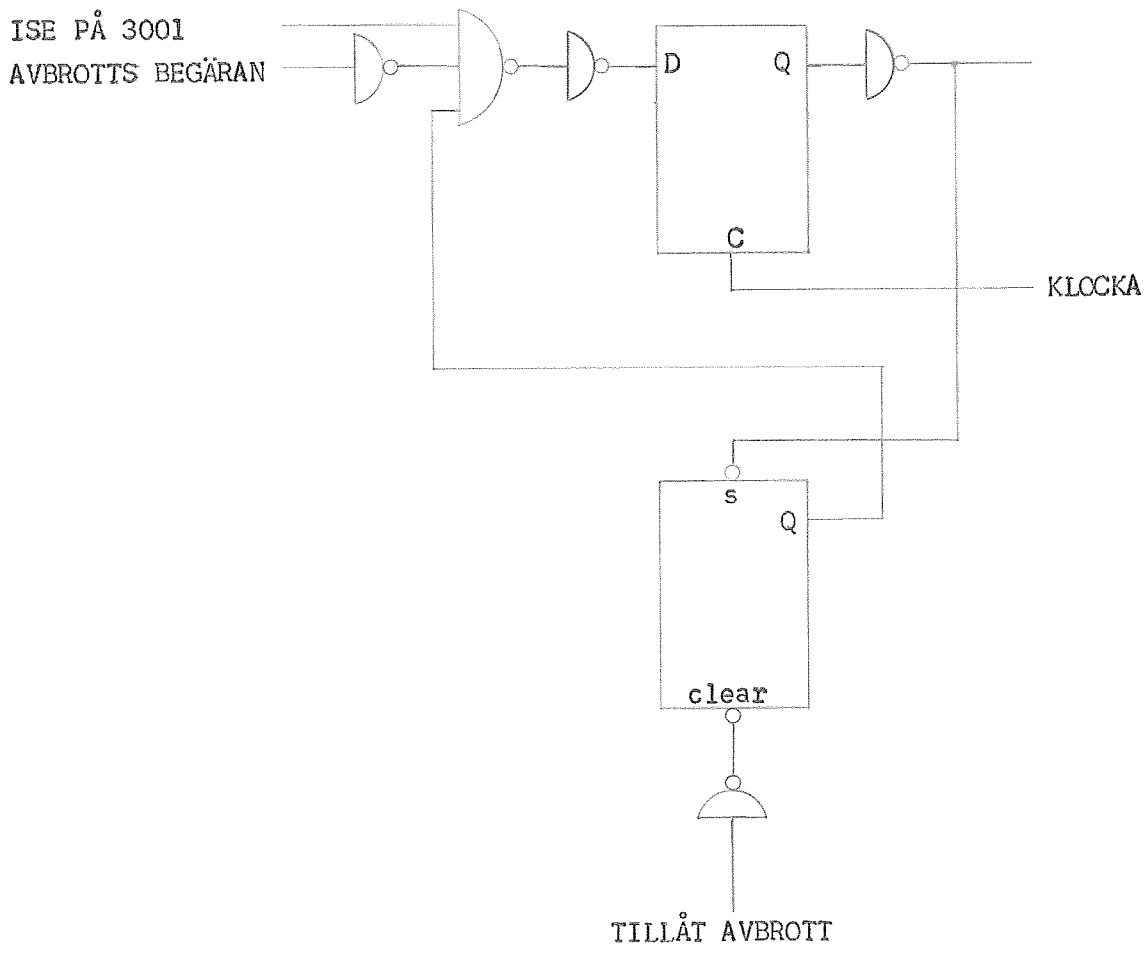 ISE PÅ 3001
AVBROTTS BEGÄRAN
D
Q
C
KLOCKA
s
Q
clear
TILLÅT AVBROTT